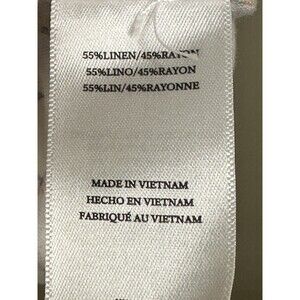 55%LINEN/45%RAYON
55%LINO/45%RAYON
55%LIN/45%RAYONNE
MADE IN VIETNAM
HECHO EN VIETNAM
FABRIQUÉ AU VIETNAM